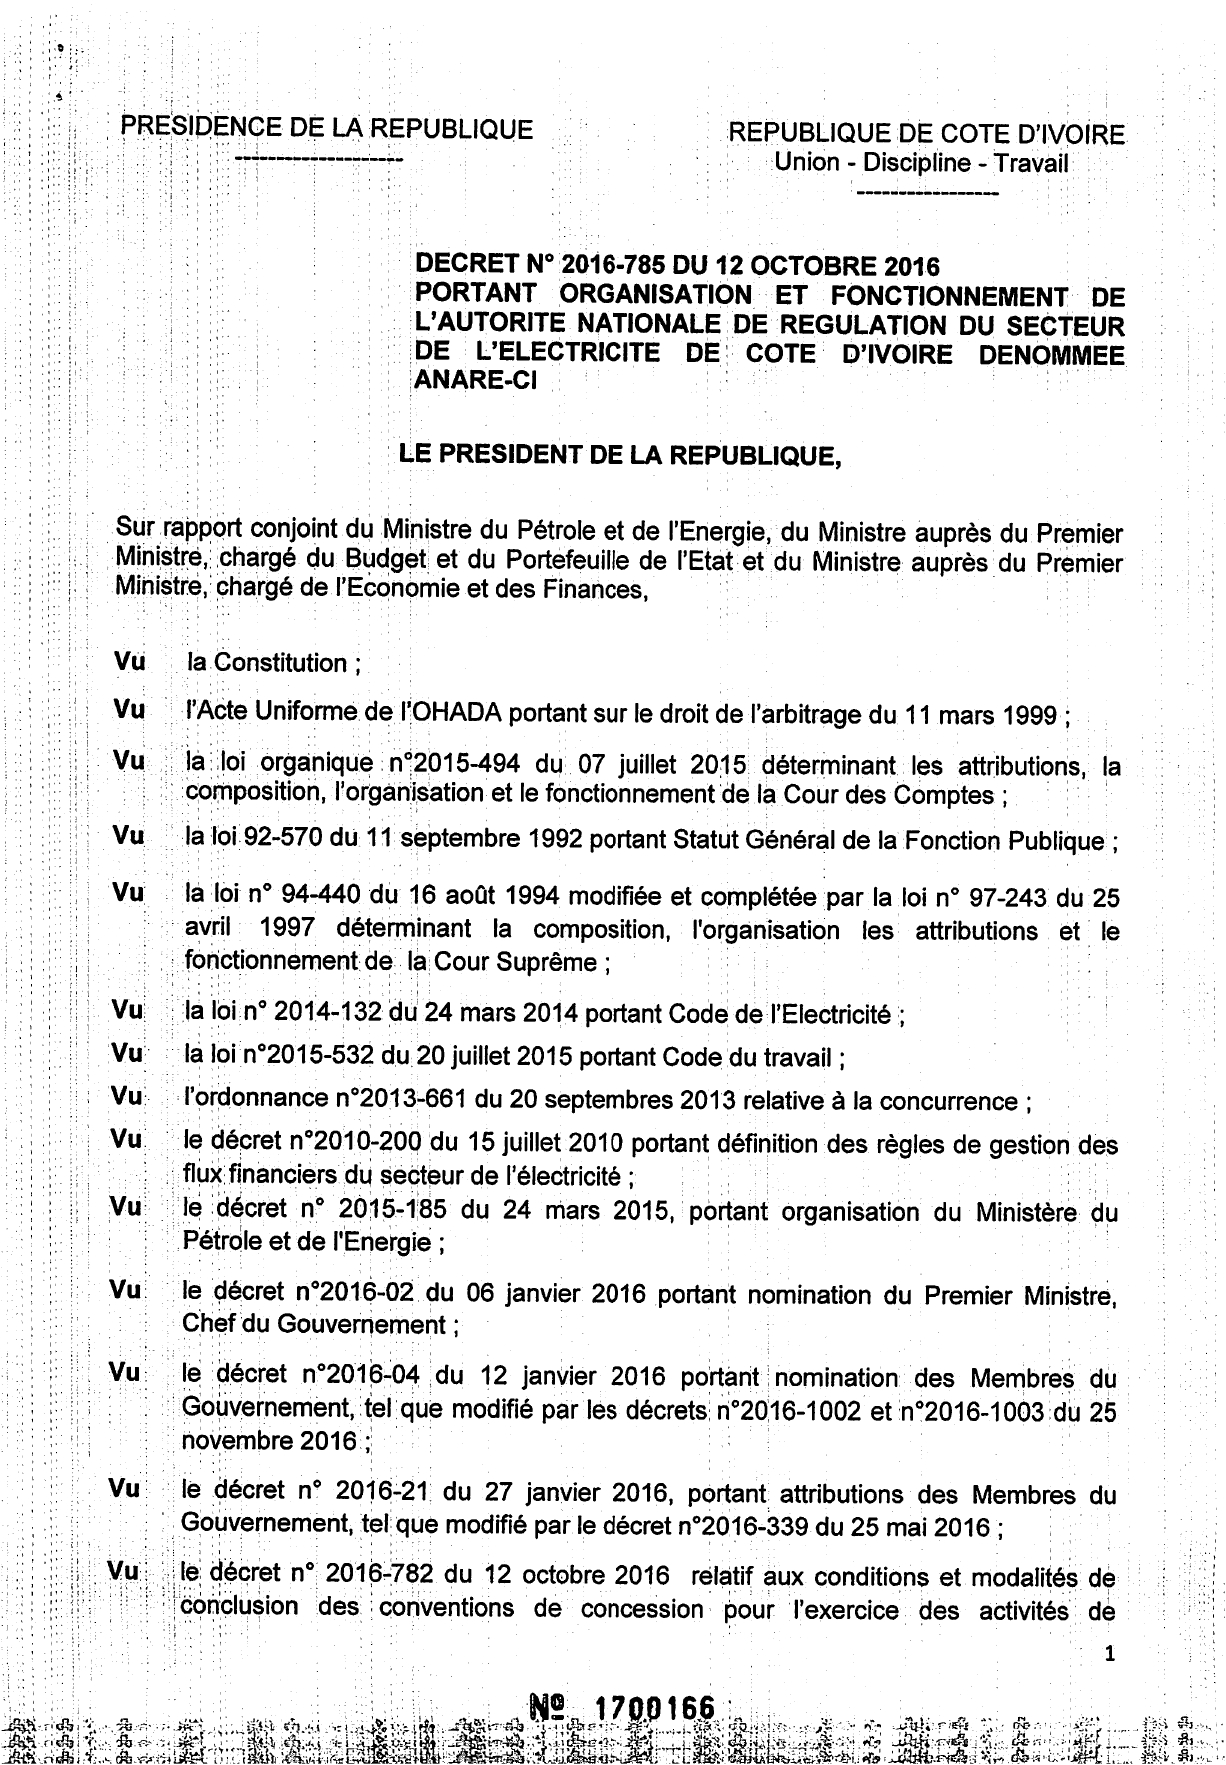 PRESIDENCE DE LA REPUBLIQUE
--------------------
REPUBLIQUE DE COTE D'IVOIRE
Union - Discipline - Travail
-----------------
DECRET N° 2016-785 DU 12 OCTOBRE 2016
PORTANT ORGANISATION ET FONCTIONNEMENT DE
L'AUTORITE NATIONALE DE REGULATION DU SECTEUR
DE L'ELECTRICITE DE COTE D'IVOIRE DENOMMEE
ANARE-CI
LE PRESIDENT DE LA REPUBLIQUE,
Sur rapport conjoint du Ministre du Pétrole et de l'Energie, du Ministre auprès du Premier
Ministre, chargé du Budget et du Portefeuille de l'Etat et du Ministre auprès du Premier
Ministre, chargé de l'Economie et des Finances,
Vu la Constitution ;
Vu l'Acte Uniforme de l'OHADA portant sur le droit de l'arbitrage du 11 mars 1999 ;
Vu la loi organique n°2015-494 du 07 juillet 2015 déterminant les attributions, la
composition, l'organisation et le fonctionnement de la Cour des Comptes ;
Vu la loi 92-570 du 11 septembre 1992 portant Statut Général de la Fonction Publique ;
Vu la loi n° 94-440 du 16 août 1994 modifiée et complétée par la loi n° 97-243 du 25
avril 1997 déterminant la composition, l'organisation les attributions et le
fonctionnement de la Cour Suprême ;
Vu la loi n° 2014-132 du 24 mars 2014 portant Code de l'Electricité ;
Vu la loi n°2015-532 du 20 juillet 2015 portant Code du travail ;
Vu l'ordonnance n°2013-661 du 20 septembres 2013 relative à la concurrence ;
Vu le décret n°2010-200 du 15 juillet 2010 portant définition des règles de gestion des
flux financiers du secteur de l'électricité ;
Vu le décret n° 2015-185 du 24 mars 2015, portant organisation du Ministère du
Pétrole et de l'Energie ;
Vu le décret n°2016-02 du 06 janvier 2016 portant nomination du Premier Ministre,
Chef du Gouvernement ;
Vu le décret n°2016-04 du 12 janvier 2016 portant nomination des Membres du
Gouvernement, tel que modifié par les décrets n°2016-1002 et n°2016-1003 du 25
novembre 2016 ;
Vu le décret n° 2016-21 du 27 janvier 2016, portant attributions des Membres du
Gouvernement, tel que modifié par le décret n°2016-339 du 25 mai 2016 ;
Vu le décret n° 2016-782 du 12 octobre 2016 relatif aux conditions et modalités de
conclusion des conventions de concession pour l'exercice des activités de
1
Nº 1700166